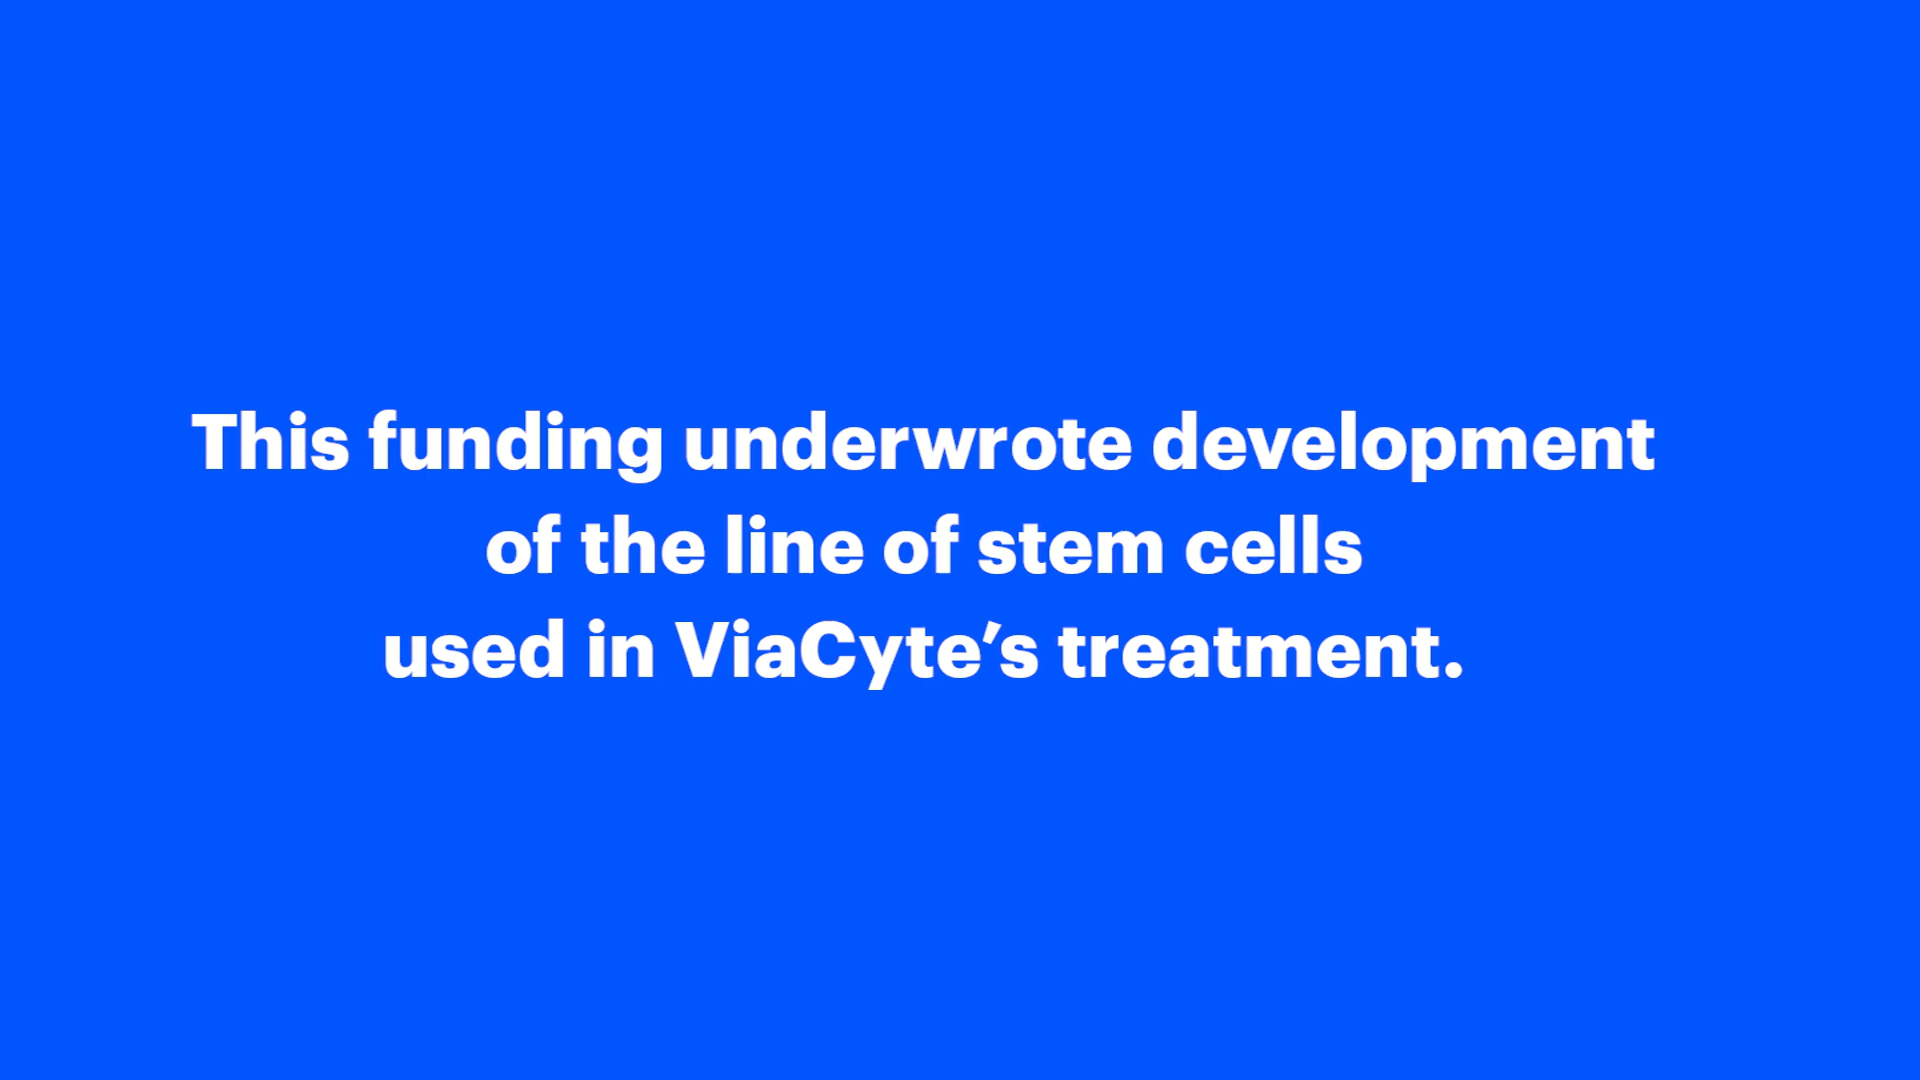 This funding underwrote development
of the line of stem cells
used in ViaCyte’s treatment.